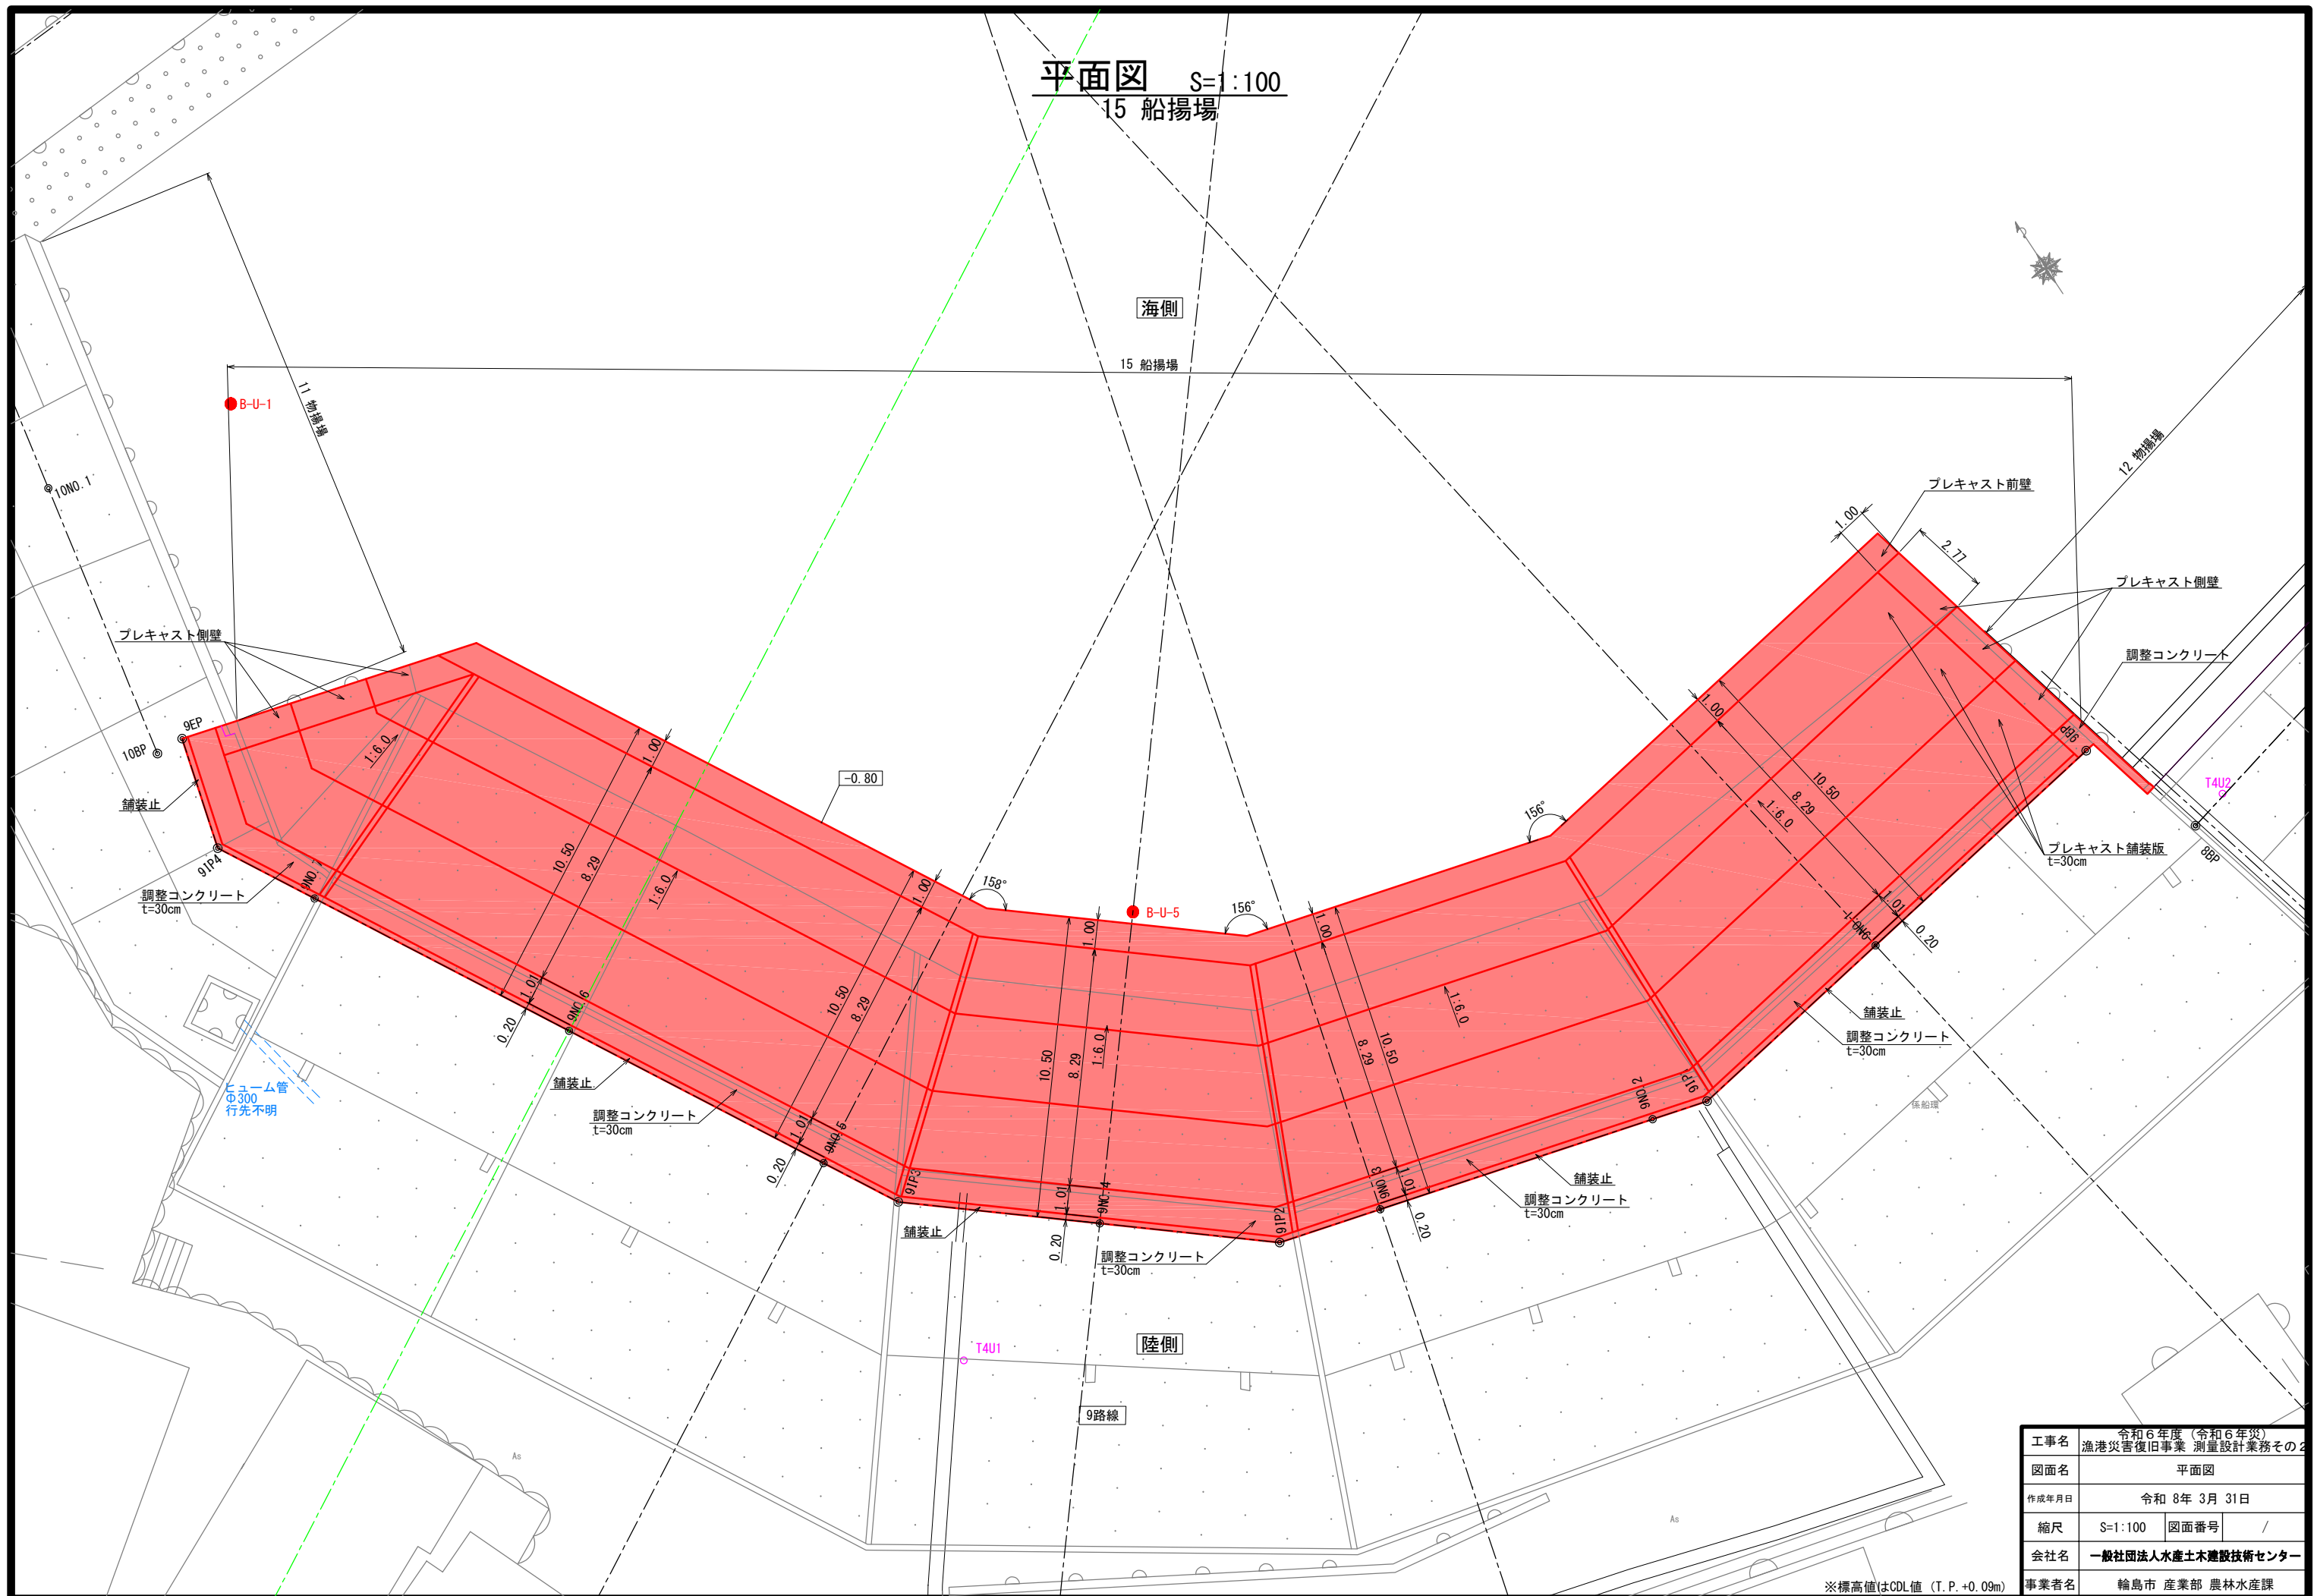 平面図 S=1:100
15 船揚場
海側
15 船揚場
B-U-1
11 物揚場
12 物揚場
10NO.1
プレキャスト前壁
1.00
2.77
プレキャスト側壁
プレキャスト側壁
調整コンクリート
9EP
10BP
1:6.0
舗装止
9IP4
9NO.7
調整コンクリート
t=30cm
-0.80
1.00
10.50
8.29
1:6.0
1.01
0.20
9NO.6
158°
1.00
10.50
8.29
1.01
0.20
9NO.5
B-U-5
156°
1.00
10.50
8.29
1:6.0
1.01
0.20
9NO.4
9IP3
9IP2
156°
1.00
10.50
8.29
1:6.0
1.01
0.20
9NO.3
9NO.2
9IP1
1.00
10.50
8.29
1:6.0
1.01
0.20
9NO.1
9BP
T4U2
8BP
プレキャスト舗装版
t=30cm
舗装止
調整コンクリート
t=30cm
係船環
ヒューム管
Φ300
行先不明
舗装止
調整コンクリート
t=30cm
舗装止
調整コンクリート
t=30cm
舗装止
調整コンクリート
t=30cm
陸側
T4U1
9路線
As
As
工事名 令和6年度（令和6年災）
漁港災害復旧事業 測量設計業務その2
図面名 平面図
作成年月日 令和 8年 3月 31日
縮尺 S=1:100 図面番号 /
会社名 一般社団法人水産土木建設技術センター
事業者名 輪島市 産業部 農林水産課
※標高値はCDL値（T.P.+0.09m）